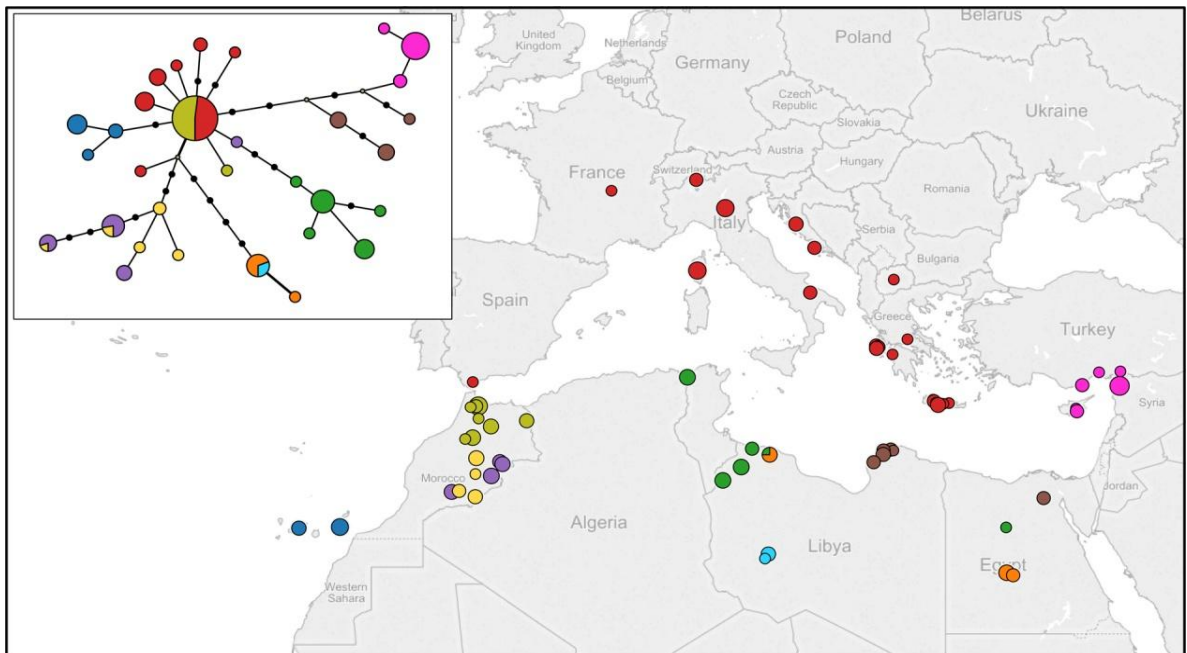 Belarus
United
Kingdom
Netherlands
Poland
Germany
Belgium
Czech
Republic
Ukraine
Slovakia
Austria
Hungary
France
Switzerland
Romania
Italy
Serbia
Bulgaria
Spain
Greece
Turkey
Syria
Morocco
Jordan
Algeria
Libya
Egypt
Western
Sahara